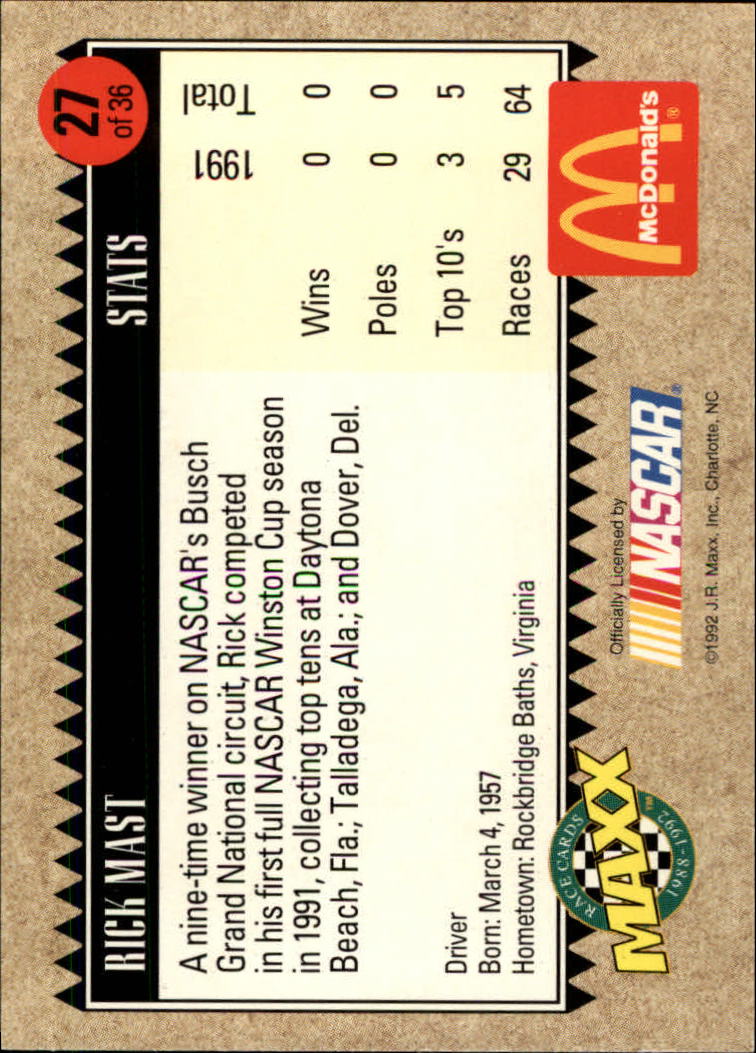 RICK MAST
STATS
27
of 36
A nine-time winner on NASCAR's Busch
Grand National circuit, Rick competed
in his first full NASCAR Winston Cup season
in 1991, collecting top tens at Daytona
Beach, Fla.; Talladega, Ala.; and Dover, Del.
Driver
Born: March 4, 1957
Hometown: Rockbridge Baths, Virginia
1991 Total
Wins 0 0
Poles 0 0
Top 10's 3 5
Races 29 64
RACE CARDS
MAXX™
1988-1992
Officially Licensed by
NASCAR®
©1992 J.R. Maxx, Inc., Charlotte, NC
McDonald's®